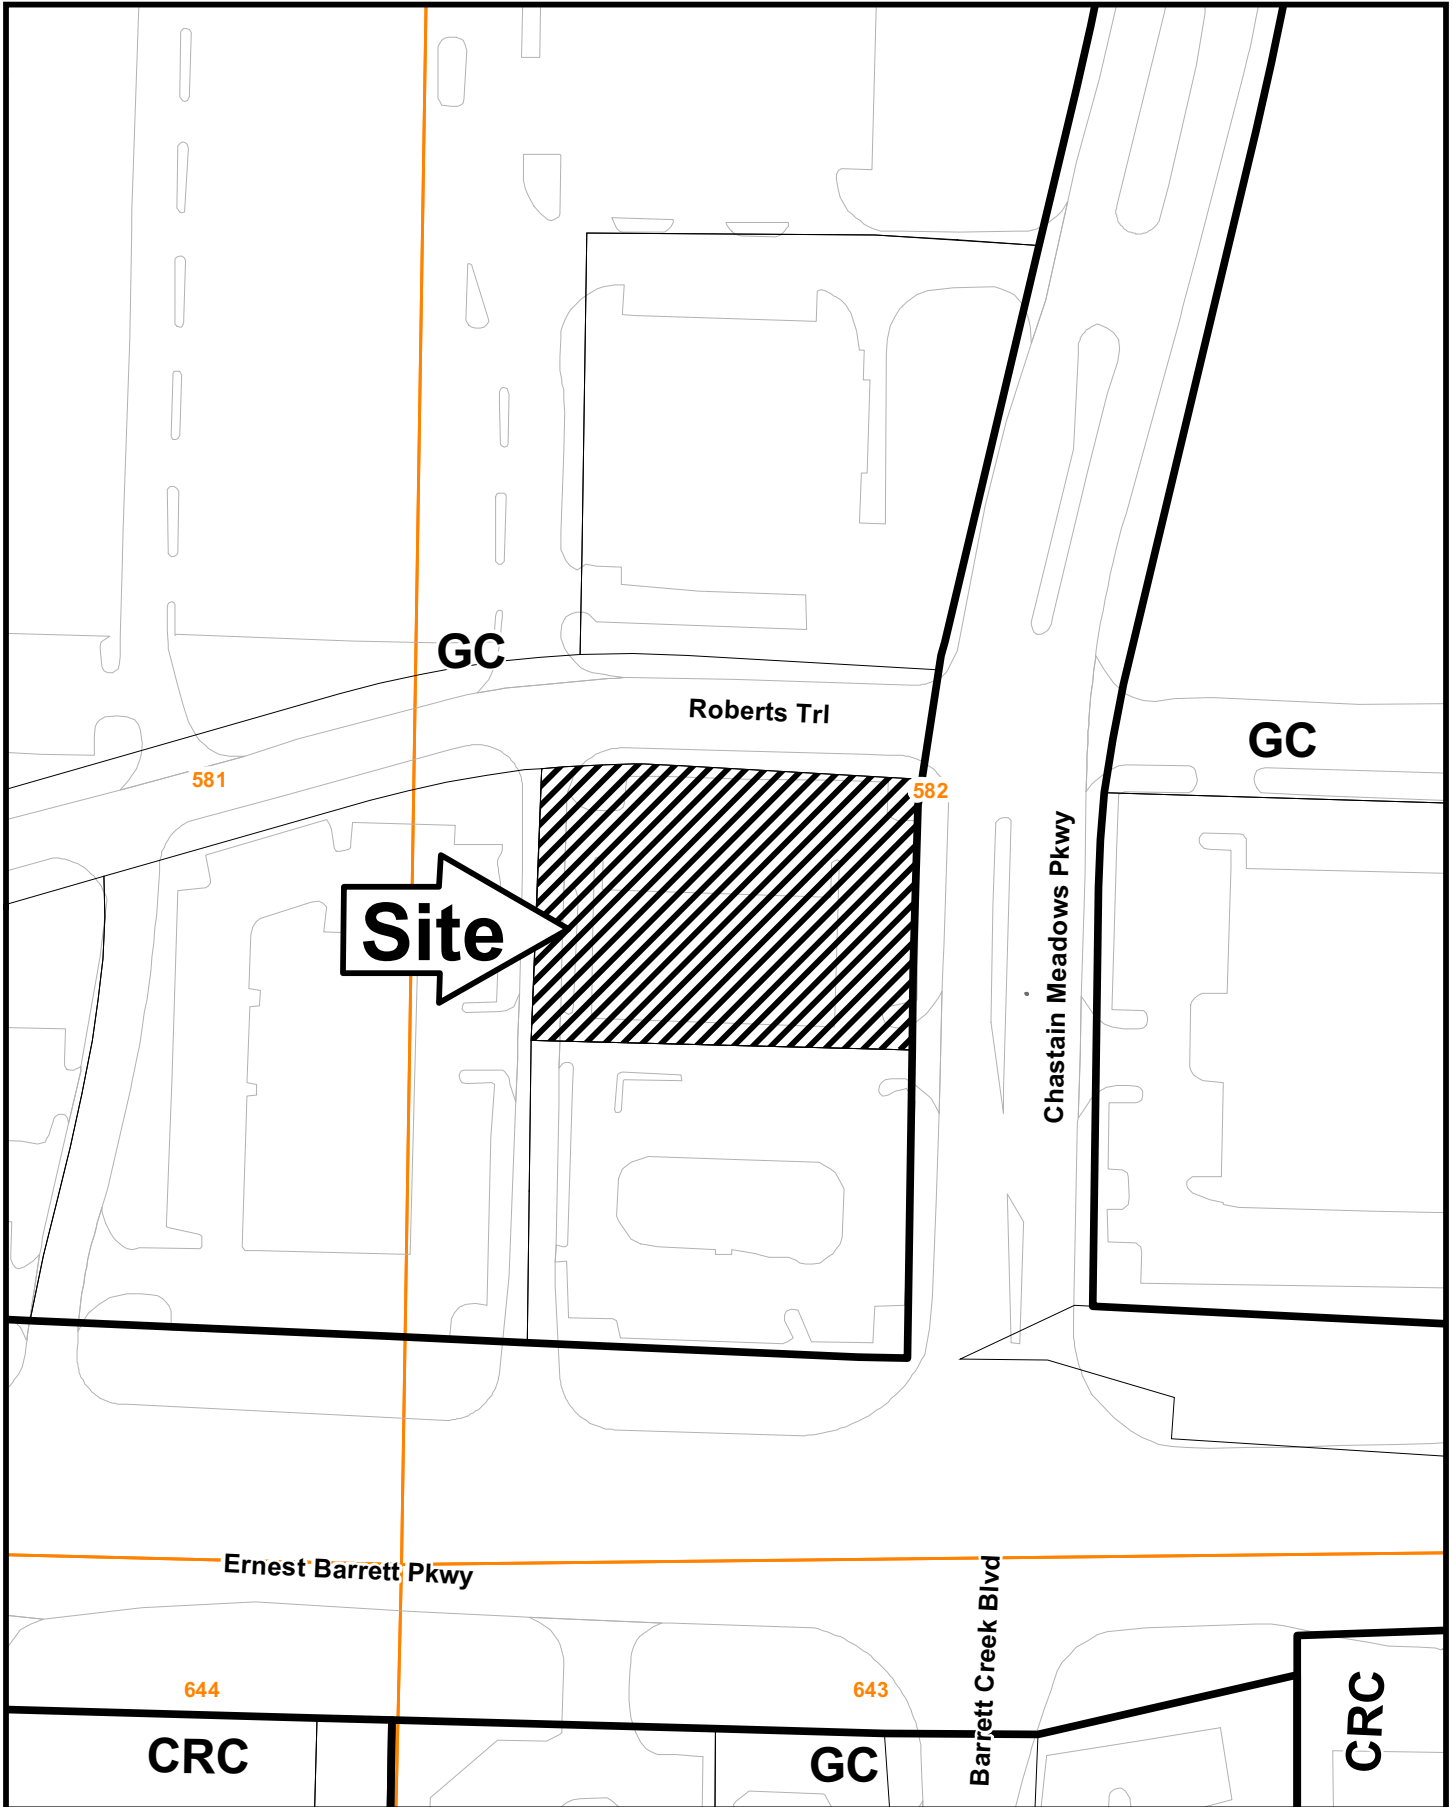 GC
Roberts Trl
GC
581
582
Site
Chastain Meadows Pkwy
Ernest Barrett Pkwy
Barrett Creek Blvd
644
643
CRC
GC
CRC